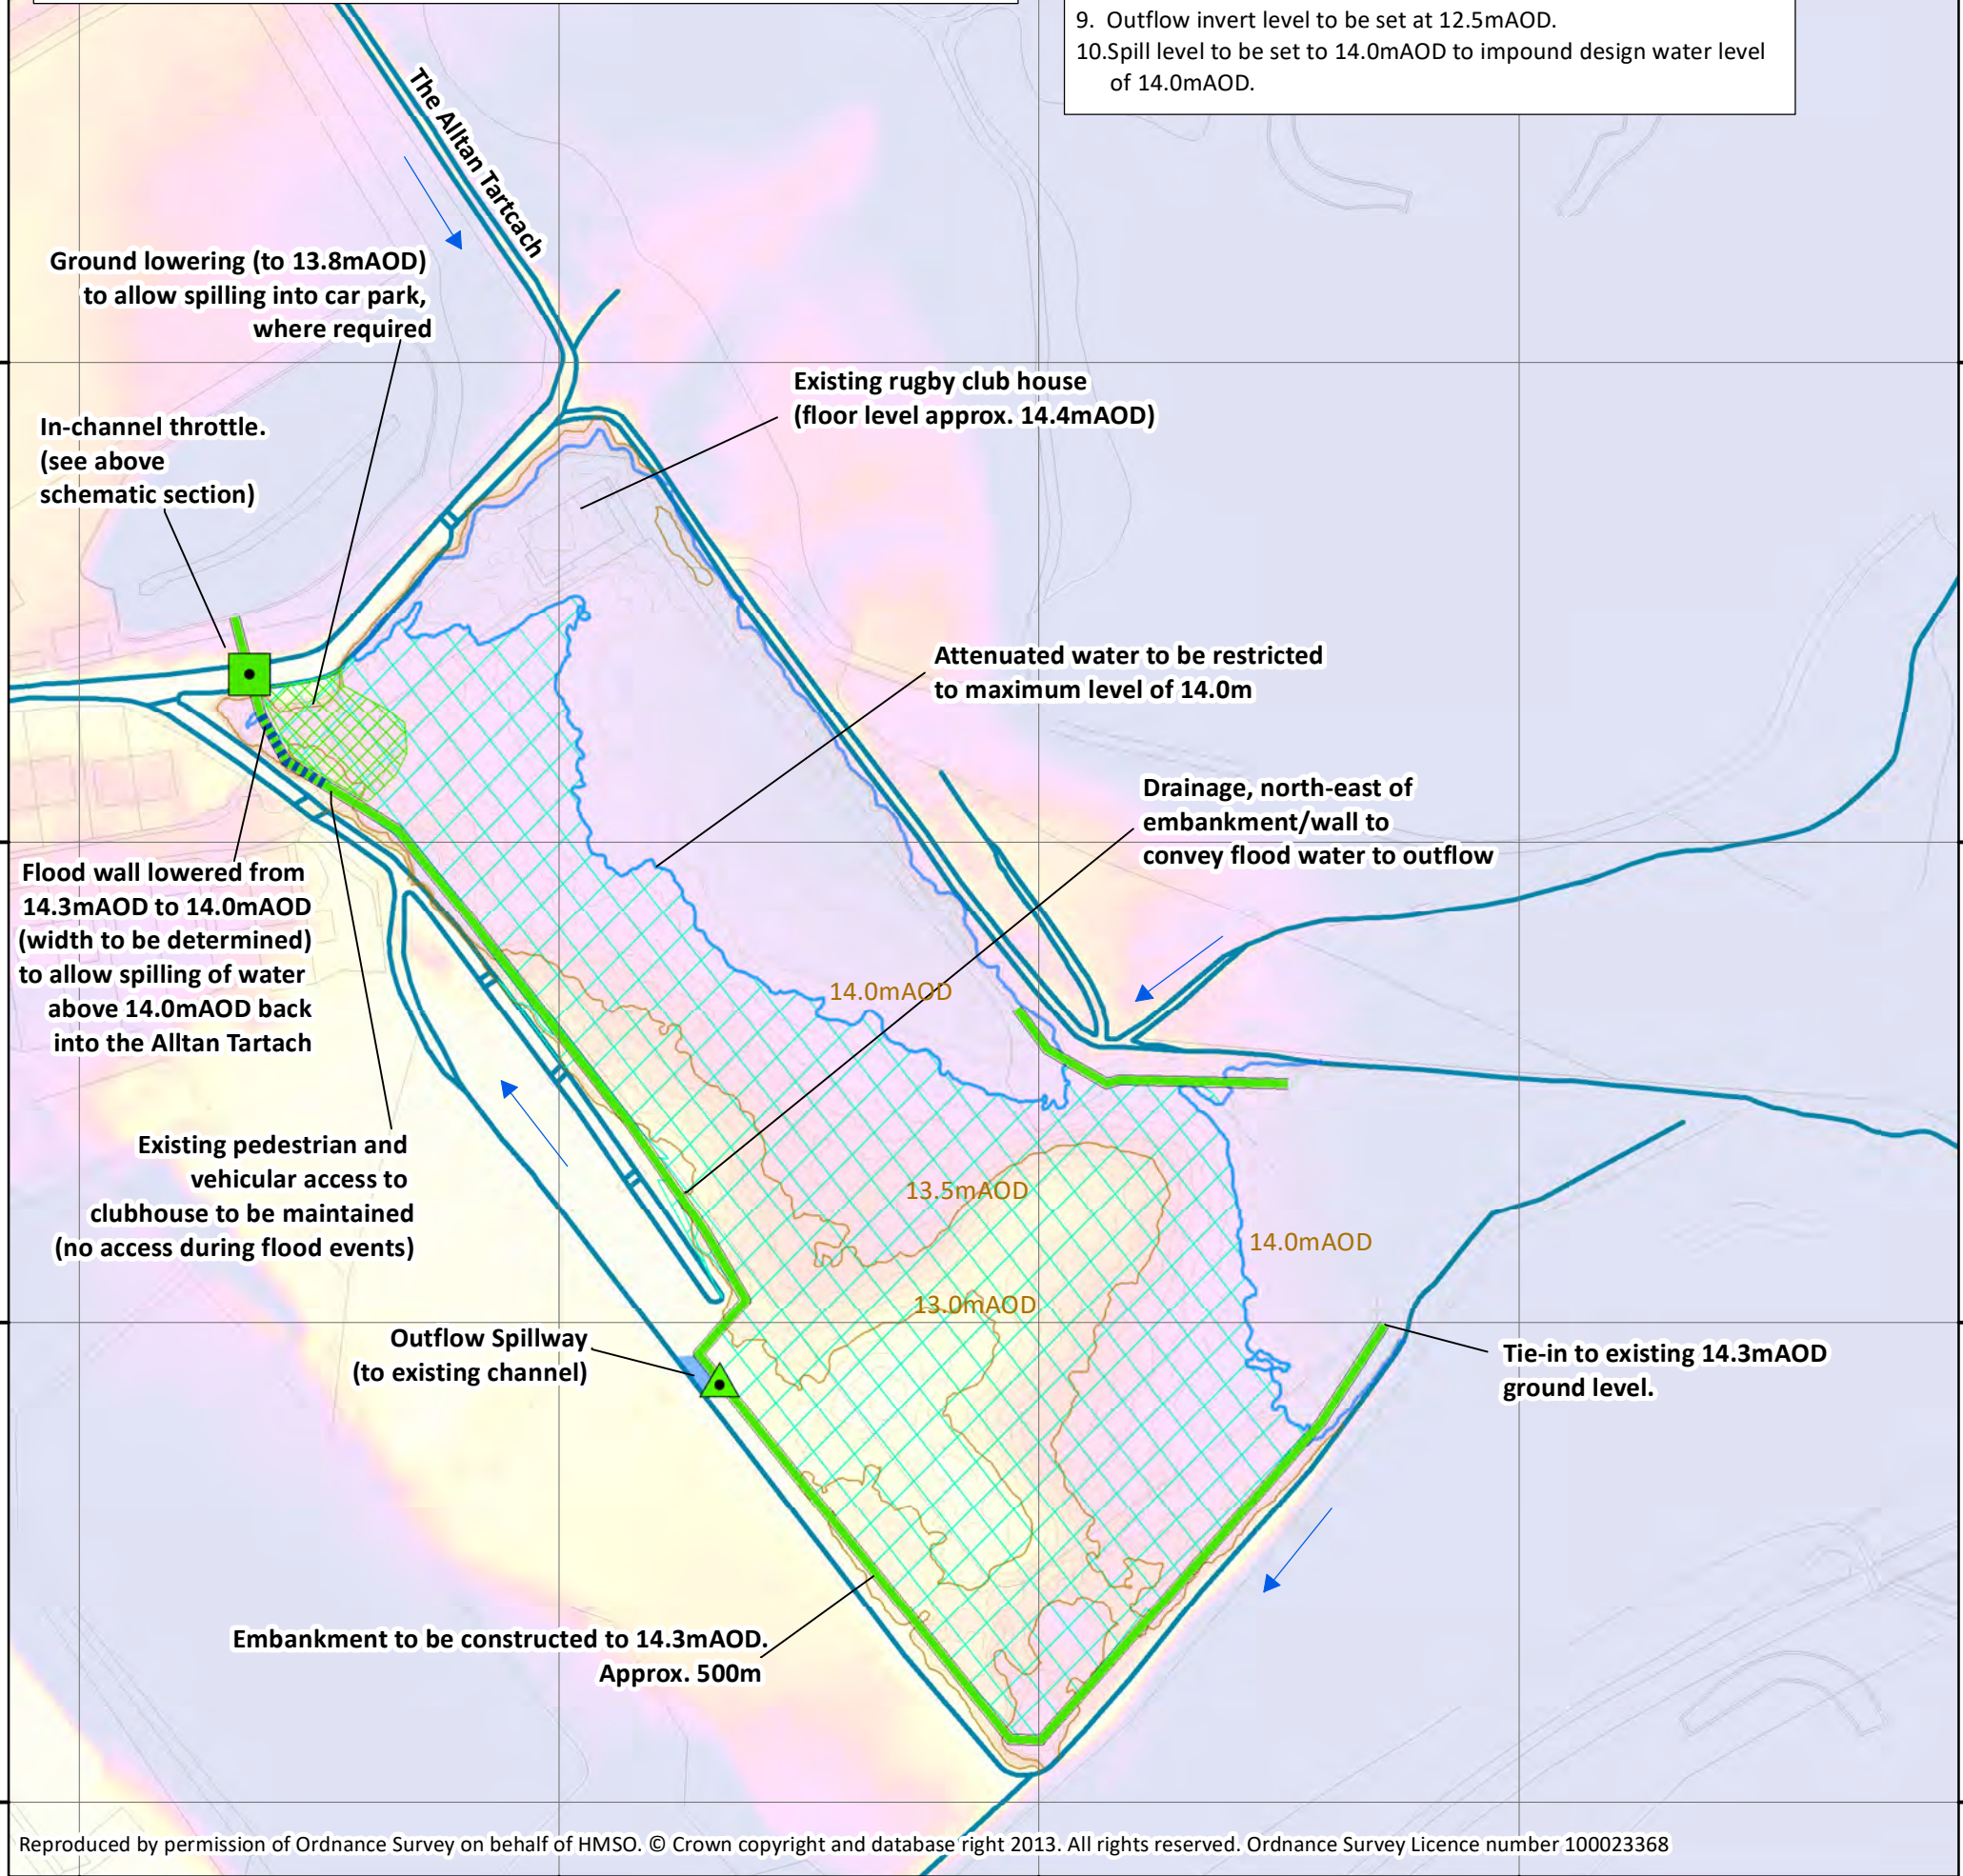 9. Outflow invert level to be set at 12.5mAOD.
10.Spill level to be set to 14.0mAOD to impound design water level
of 14.0mAOD.
The Alltan Tartcach
Ground lowering (to 13.8mAOD)
to allow spilling into car park,
where required
Existing rugby club house
(floor level approx. 14.4mAOD)
In-channel throttle.
(see above
schematic section)
Attenuated water to be restricted
to maximum level of 14.0m
Drainage, north-east of
embankment/wall to
convey flood water to outflow
Flood wall lowered from
14.3mAOD to 14.0mAOD
(width to be determined)
to allow spilling of water
above 14.0mAOD back
into the Alltan Tartach
14.0mAOD
Existing pedestrian and
vehicular access to
clubhouse to be maintained
(no access during flood events)
13.5mAOD
14.0mAOD
13.0mAOD
Outflow Spillway
(to existing channel)
Tie-in to existing 14.3mAOD
ground level.
Embankment to be constructed to 14.3mAOD.
Approx. 500m
Reproduced by permission of Ordnance Survey on behalf of HMSO. © Crown copyright and database right 2013. All rights reserved. Ordnance Survey Licence number 100023368